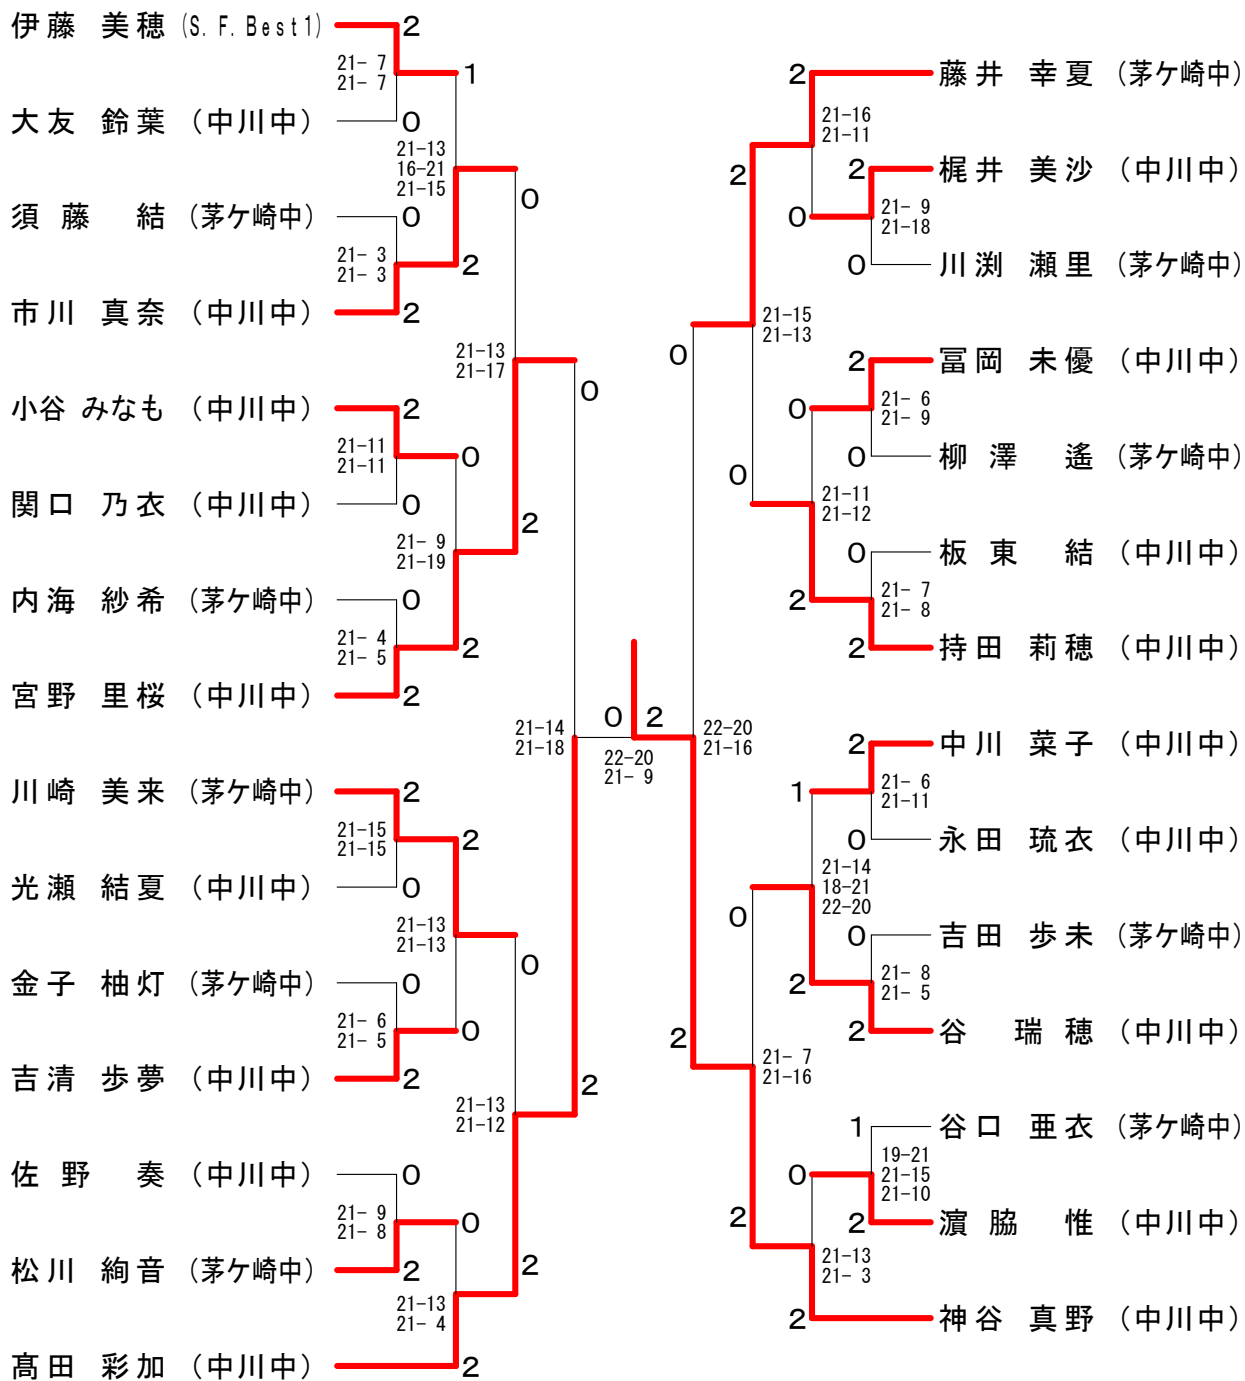 伊藤 美穂 (S. F. Best1) 2
21- 7
21- 7
1
大友 鈴葉 (中川中) 0
21-13
16-21
21-15
0
須藤 結 (茅ケ崎中) 0
21- 3
21- 3
2
市川 真奈 (中川中) 2
21-13
21-17
0
小谷 みなも (中川中) 2
21-11
21-11
0
関口 乃衣 (中川中) 0
21- 9
21-19
2
内海 紗希 (茅ケ崎中) 0
21- 4
21- 5
2
宮野 里桜 (中川中) 2
21-14
21-18
川崎 美来 (茅ケ崎中) 2
21-15
21-15
2
光瀬 結夏 (中川中) 0
21-13
21-13
0
金子 柚灯 (茅ケ崎中) 0
21- 6
21- 5
0
吉清 歩夢 (中川中) 2
21-13
21-12
2
佐野 奏 (中川中) 0
21- 9
21- 8
0
松川 絢音 (茅ケ崎中) 2
21-13
21- 4
2
髙田 彩加 (中川中) 2
0 2
22-20
21- 9
2 藤井 幸夏 (茅ケ崎中)
21-16
21-11
2
2 梶井 美沙 (中川中)
0
21- 9
21-18
0 川渕 瀬里 (茅ケ崎中)
21-15
21-13
0
2 冨岡 未優 (中川中)
0
21- 6
21- 9
0 柳澤 遙 (茅ケ崎中)
0
21-11
21-12
0 板東 結 (中川中)
2
21- 7
21- 8
2 持田 莉穂 (中川中)
22-20
21-16
2 中川 菜子 (中川中)
1
21- 6
21-11
0 永田 琉衣 (中川中)
21-14
18-21
22-20
0
0 吉田 歩未 (茅ケ崎中)
2
21- 8
21- 5
2 谷 瑞穂 (中川中)
2
21- 7
21-16
1 谷口 亜衣 (茅ケ崎中)
0
19-21
21-15
21-10
2 濵脇 惟 (中川中)
2
21-13
21- 3
2 神谷 真野 (中川中)